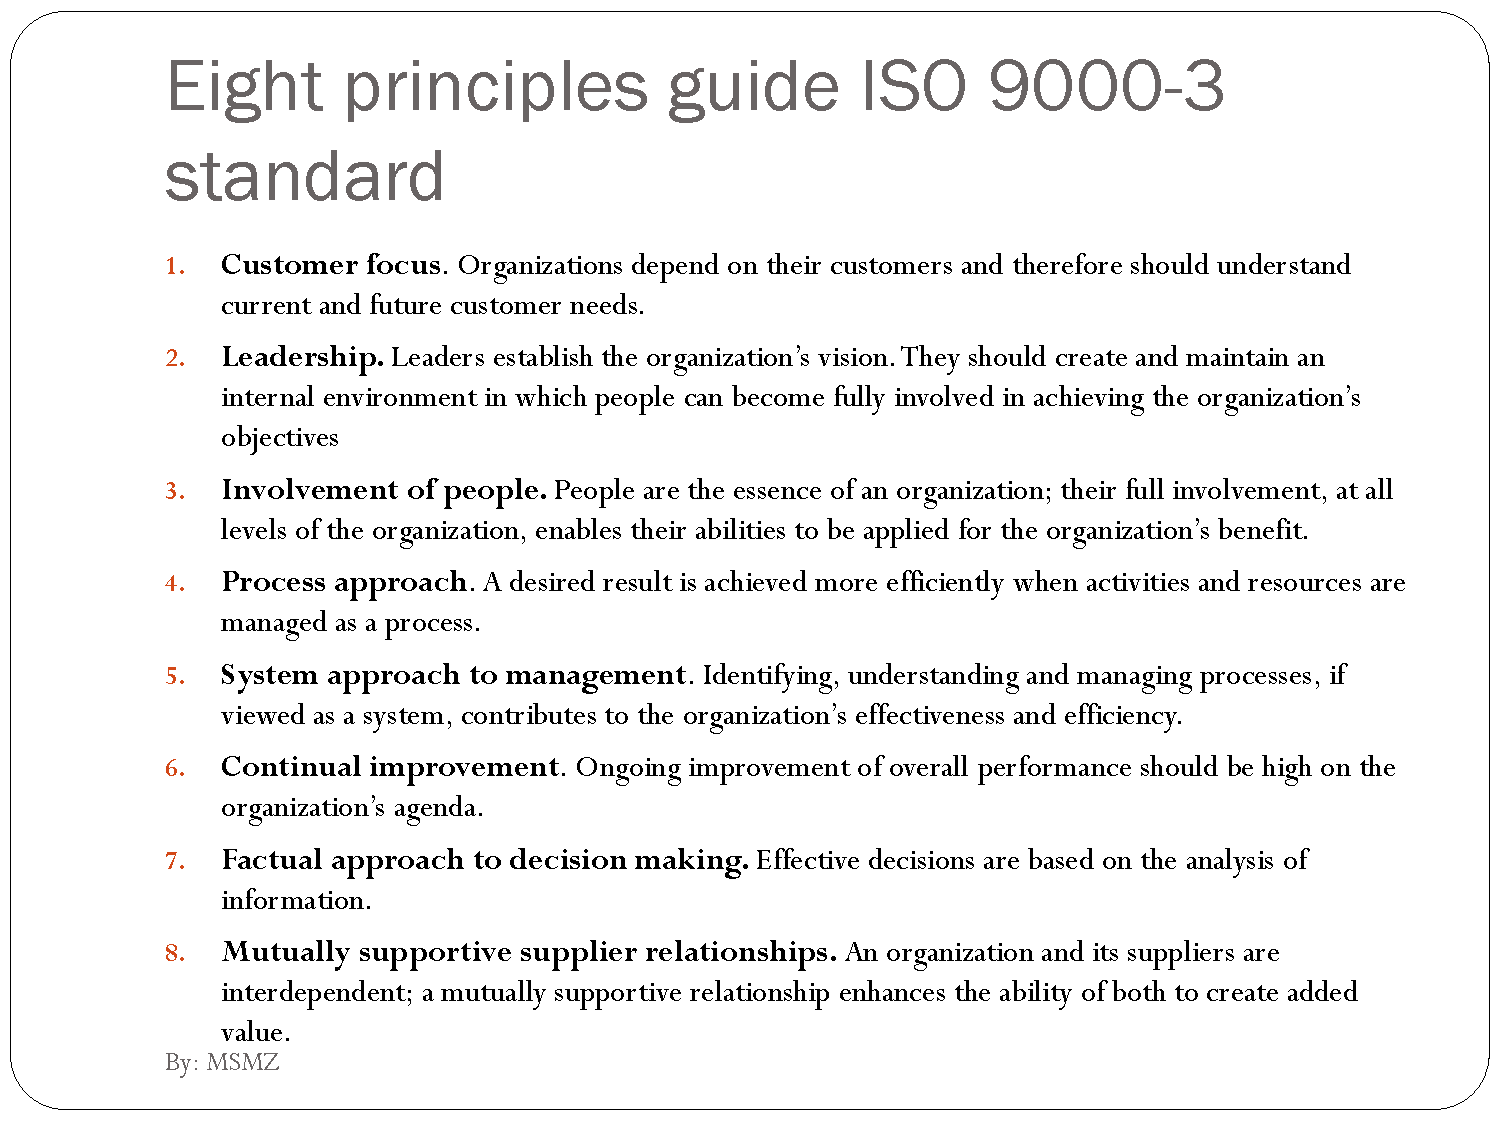 Eight principles guide ISO 9000-3
standard
1. Customer focus. Organizations depend on their customers and therefore should understand
current and future customer needs.
2. Leadership. Leaders establish the organization’s vision. They should create and maintain an
internal environment in which people can become fully involved in achieving the organization’s
objectives
3. Involvement of people. People are the essence of an organization; their full involvement, at all
levels of the organization, enables their abilities to be applied for the organization’s benefit.
4. Process approach. A desired result is achieved more efficiently when activities and resources are
managed as a process.
5. System approach to management. Identifying, understanding and managing processes, if
viewed as a system, contributes to the organization’s effectiveness and efficiency.
6. Continual improvement. Ongoing improvement of overall performance should be high on the
organization’s agenda.
7. Factual approach to decision making. Effective decisions are based on the analysis of
information.
8. Mutually supportive supplier relationships. An organization and its suppliers are
interdependent; a mutually supportive relationship enhances the ability of both to create added
value.
By: MSMZ